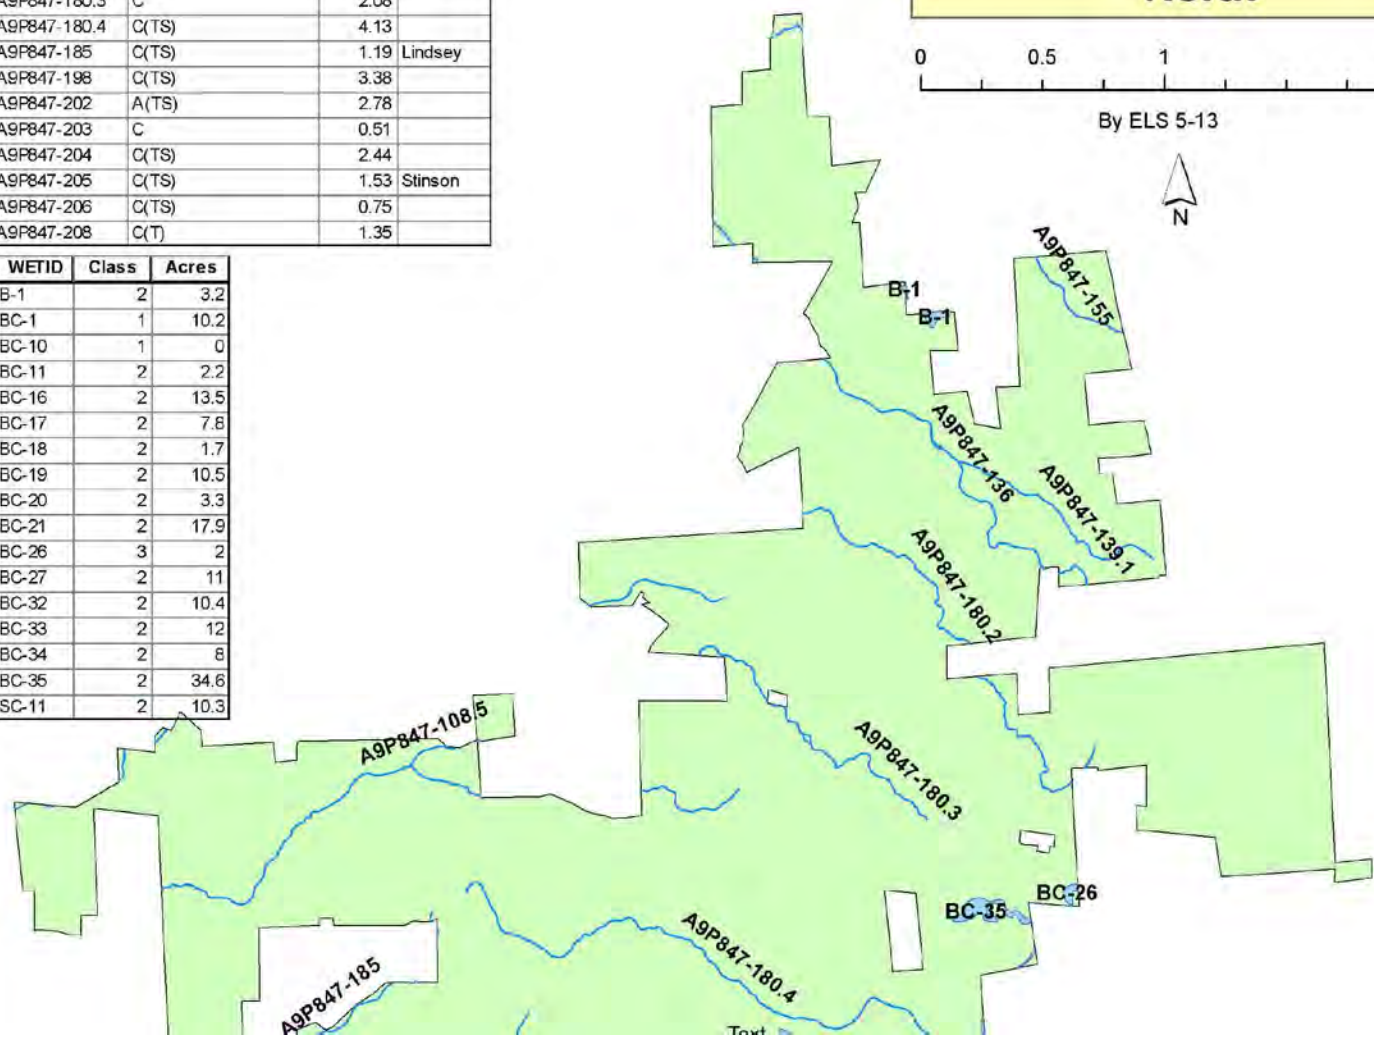 A9P847-180.3 C 2.08
A9P847-180.4 C(TS) 4.13
A9P847-185 C(TS) 1.19 Lindsey
A9P847-198 C(TS) 3.38
A9P847-202 A(TS) 2.78
A9P847-203 C 0.51
A9P847-204 C(TS) 2.44
A9P847-205 C(TS) 1.53 Stinson
A9P847-206 C(TS) 0.75
A9P847-208 C(T) 1.35
WETID Class Acres
B-1 2 3.2
BC-1 1 10.2
BC-10 1 0
BC-11 2 2.2
BC-16 2 13.5
BC-17 2 7.8
BC-18 2 1.7
BC-19 2 10.5
BC-20 2 3.3
BC-21 2 17.9
BC-26 3 2
BC-27 2 11
BC-32 2 10.4
BC-33 2 12
BC-34 2 8
BC-35 2 34.6
SC-11 2 10.3
0 0.5 1
By ELS 5-13
N
A9P847-155
B-1
B-1
A9P847-136
A9P847-139.1
A9P847-180.2
A9P847-108.5
A9P847-180.3
BC-26
BC-35
A9P847-180.4
A9P847-185
Text